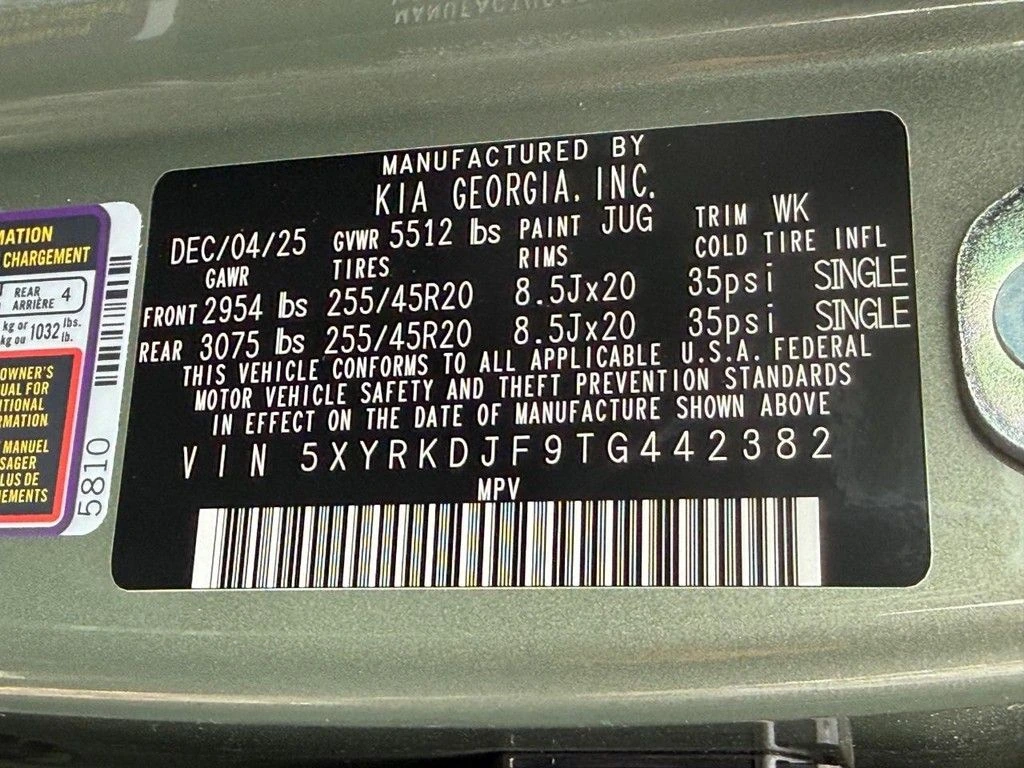 MANUFACTURED BY
KIA GEORGIA, INC.
DEC/04/25 GVWR 5512 lbs PAINT JUG TRIM WK
GAWR TIRES RIMS COLD TIRE INFL
FRONT 2954 lbs 255/45R20 8.5Jx20 35psi SINGLE
REAR 3075 lbs 255/45R20 8.5Jx20 35psi SINGLE
THIS VEHICLE CONFORMS TO ALL APPLICABLE U.S.A. FEDERAL
MOTOR VEHICLE SAFETY AND THEFT PREVENTION STANDARDS
IN EFFECT ON THE DATE OF MANUFACTURE SHOWN ABOVE
VIN 5XYRKDJF9TG442382
MPV
MATION
CHARGEMENT
REAR
ARRIÈRE 4
kg or 1032 lbs.
kg ou lb.
OWNER'S
UAL FOR
ITIONAL
RMATION
MANUEL
SAGER
LUS DE
EMENTS
5810